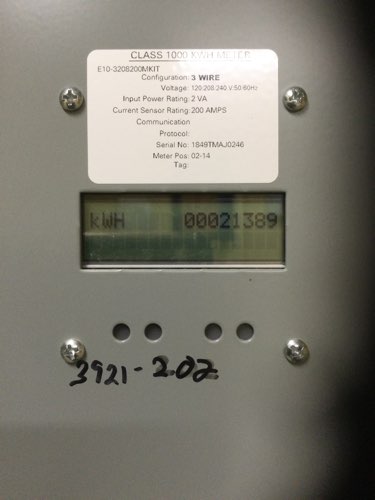 CLASS 1000 KWH METER
E10-3208200MKIT
Configuration: 3 WIRE
Voltage: 120.208.240 V.50.60Hz
Input Power Rating: 2 VA
Current Sensor Rating: 200 AMPS
Communication
Protocol:
Serial No: 1849TMAJ0246
Meter Pos: 02-14
Tag:
kWH 00021389
3921-2.02